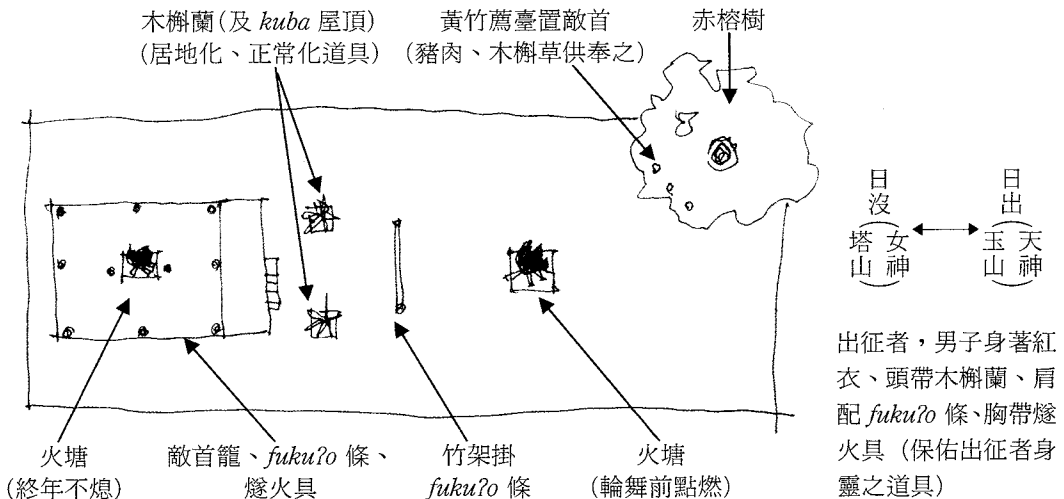 木槲蘭(及 kuba 屋頂)
(居地化、正常化道具)
黃竹薦臺置敵首
(豬肉、木槲草供奉之)
赤榕樹
日沒
(塔山女神)
日出
(玉山天神)
出征者，男子身著紅
衣、頭帶木槲蘭、肩
配 fuku?o 條、胸帶燧
火具 (保佑出征者身
靈之道具)
火塘
(終年不熄)
敵首籠、fuku?o 條、
燧火具
竹架掛
fuku?o 條
火塘
(輪舞前點燃)